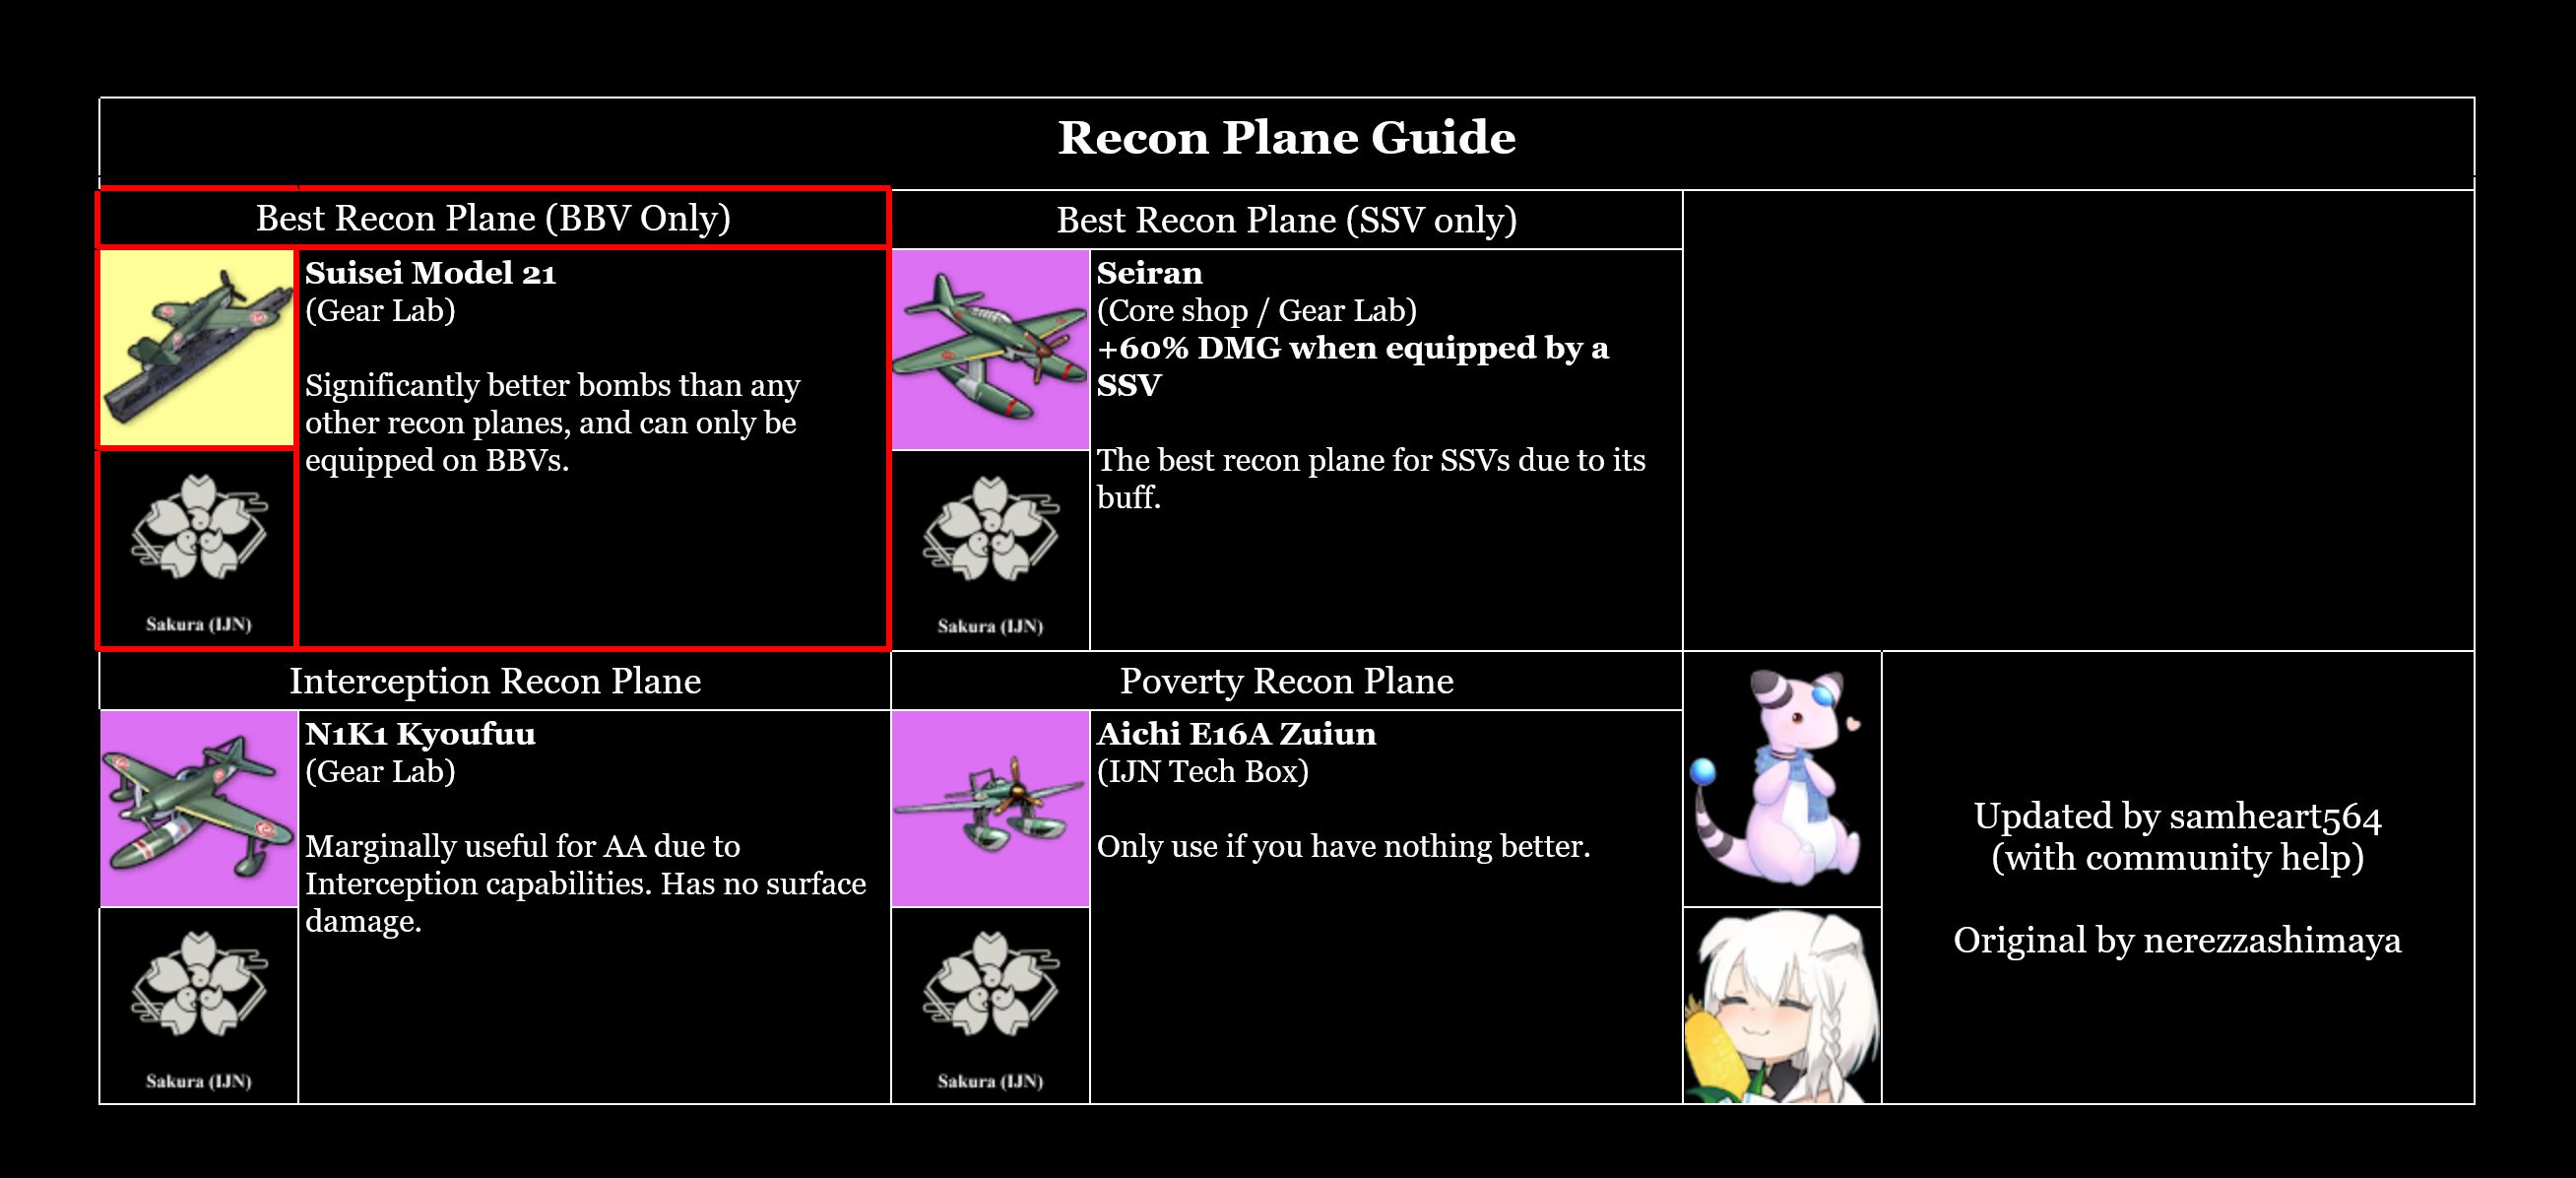 Recon Plane Guide
Best Recon Plane (BBV Only)
Suisei Model 21
(Gear Lab)
Significantly better bombs than any
other recon planes, and can only be
equipped on BBVs.
Sakura (IJN)
Best Recon Plane (SSV only)
Seiran
(Core shop / Gear Lab)
+60% DMG when equipped by a
SSV
The best recon plane for SSVs due to its
buff.
Sakura (IJN)
Interception Recon Plane
N1K1 Kyoufuu
(Gear Lab)
Marginally useful for AA due to
Interception capabilities. Has no surface
damage.
Sakura (IJN)
Poverty Recon Plane
Aichi E16A Zuiun
(IJN Tech Box)
Only use if you have nothing better.
Sakura (IJN)
Updated by samheart564
(with community help)
Original by nerezzashimaya